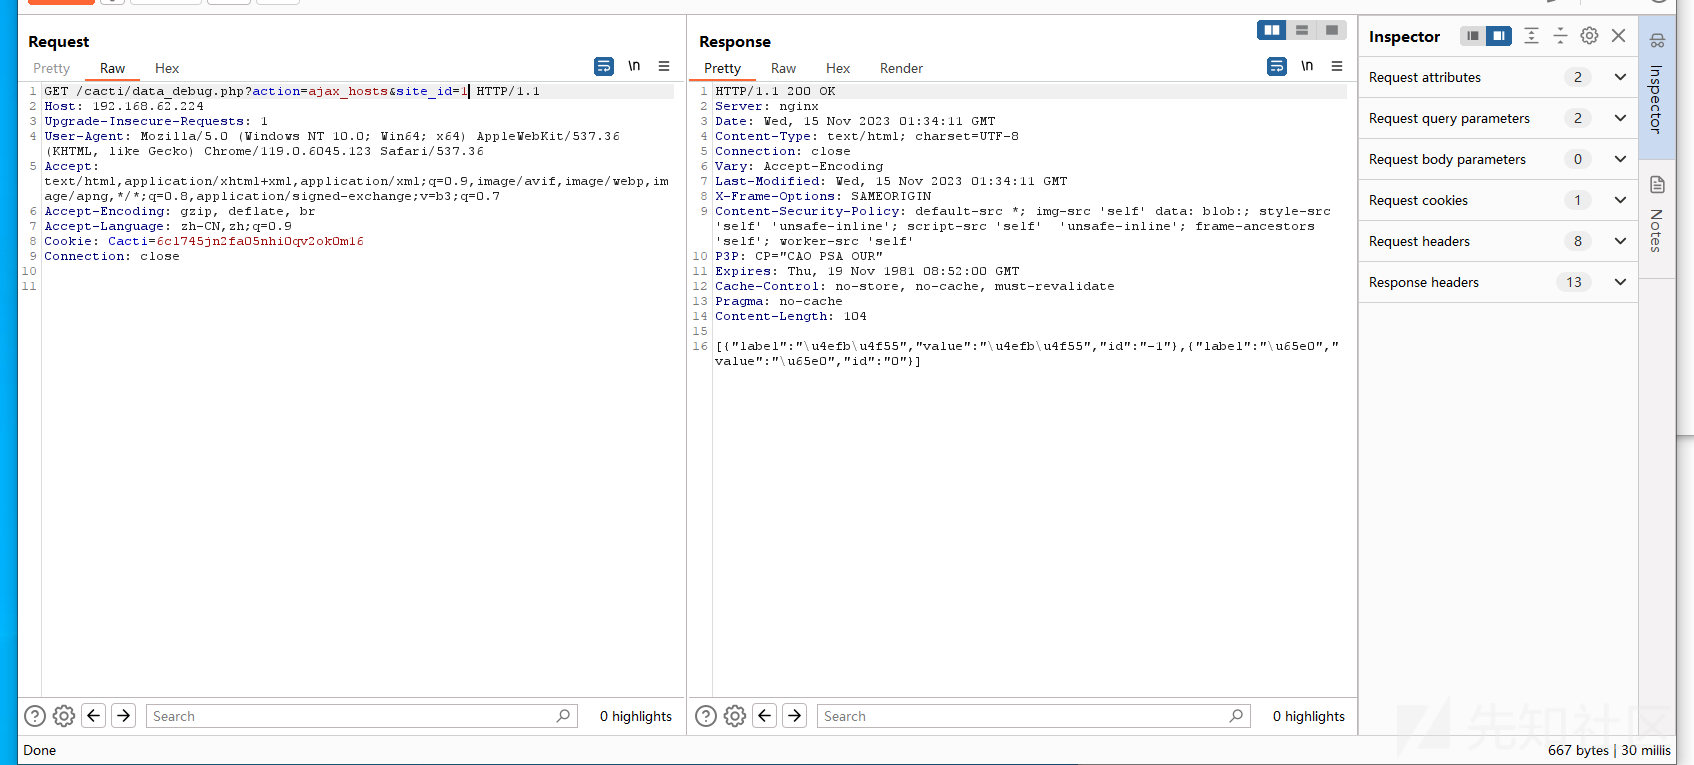 Request
Pretty Raw Hex
\n
1 GET /cacti/data_debug.php?action=ajax_hosts&site_id=1 HTTP/1.1
2 Host: 192.168.62.224
3 Upgrade-Insecure-Requests: 1
4 User-Agent: Mozilla/5.0 (Windows NT 10.0; Win64; x64) AppleWebKit/537.36
(KHTML, like Gecko) Chrome/119.0.6045.123 Safari/537.36
5 Accept:
text/html,application/xhtml+xml,application/xml;q=0.9,image/avif,image/webp,im
age/apng,*/*;q=0.8,application/signed-exchange;v=b3;q=0.7
6 Accept-Encoding: gzip, deflate, br
7 Accept-Language: zh-CN,zh;q=0.9
8 Cookie: Cacti=6cl745jn2fa05nhi0qv2ok0m16
9 Connection: close
10
11
Search
0 highlights
Response
Pretty Raw Hex Render
\n
1 HTTP/1.1 200 OK
2 Server: nginx
3 Date: Wed, 15 Nov 2023 01:34:11 GMT
4 Content-Type: text/html; charset=UTF-8
5 Connection: close
6 Vary: Accept-Encoding
7 Last-Modified: Wed, 15 Nov 2023 01:34:11 GMT
8 X-Frame-Options: SAMEORIGIN
9 Content-Security-Policy: default-src *; img-src 'self' data: blob:; style-src
'self' 'unsafe-inline'; script-src 'self' 'unsafe-inline'; frame-ancestors
'self'; worker-src 'self'
10 P3P: CP="CAO PSA OUR"
11 Expires: Thu, 19 Nov 1981 08:52:00 GMT
12 Cache-Control: no-store, no-cache, must-revalidate
13 Pragma: no-cache
14 Content-Length: 104
15
16 [{"label":"\u4efb\u4f55","value":"\u4efb\u4f55","id":"-1"},{"label":"\u65e0","
value":"\u65e0","id":"0"}]
Search
0 highlights
Inspector
Request attributes 2
Request query parameters 2
Request body parameters 0
Request cookies 1
Request headers 8
Response headers 13
Inspector
Notes
先知社区
Done
667 bytes | 30 millis